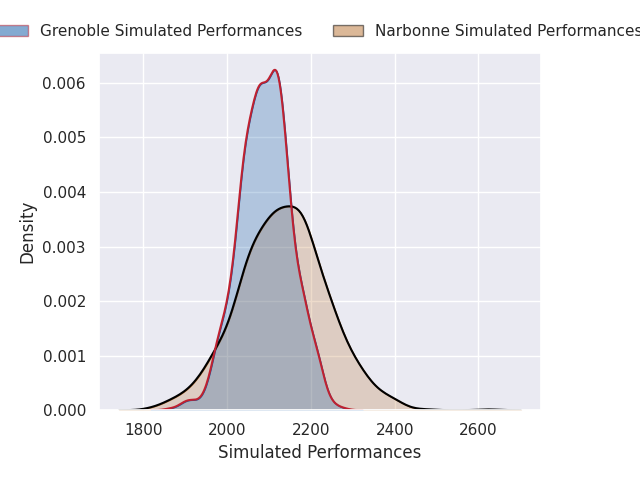 Grenoble Simulated Performances Narbonne Simulated Performances
0.006
0.005
0.004
0.003
0.002
0.001
0.000
Density
1800 2000 2200 2400 2600
Simulated Performances